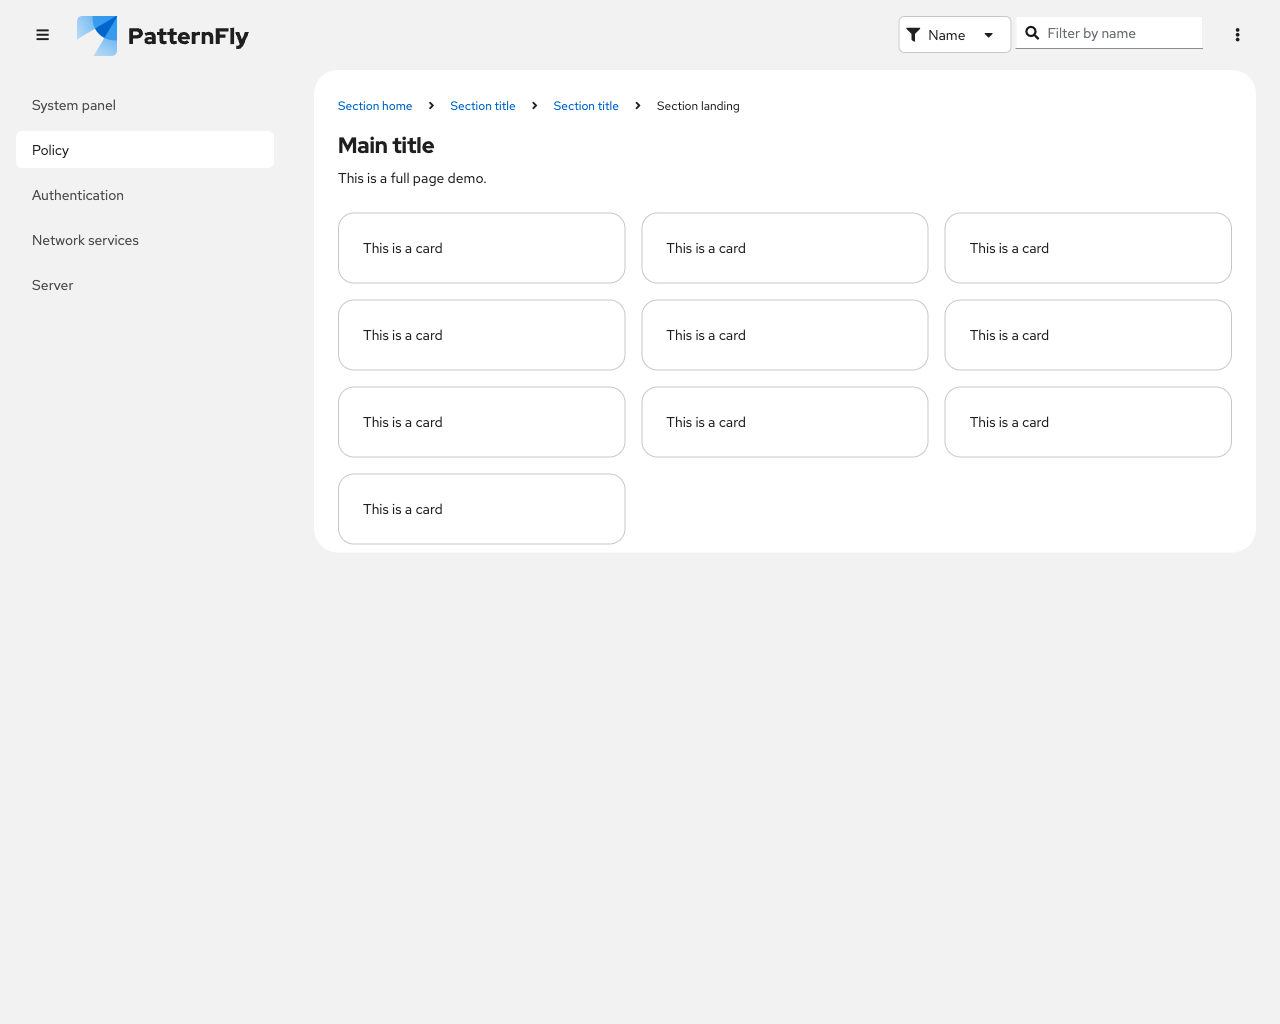 PatternFly
Name
Filter by name
System panel
Policy
Authentication
Network services
Server
Section home
Section title
Section title
Section landing
Main title
This is a full page demo.
This is a card
This is a card
This is a card
This is a card
This is a card
This is a card
This is a card
This is a card
This is a card
This is a card